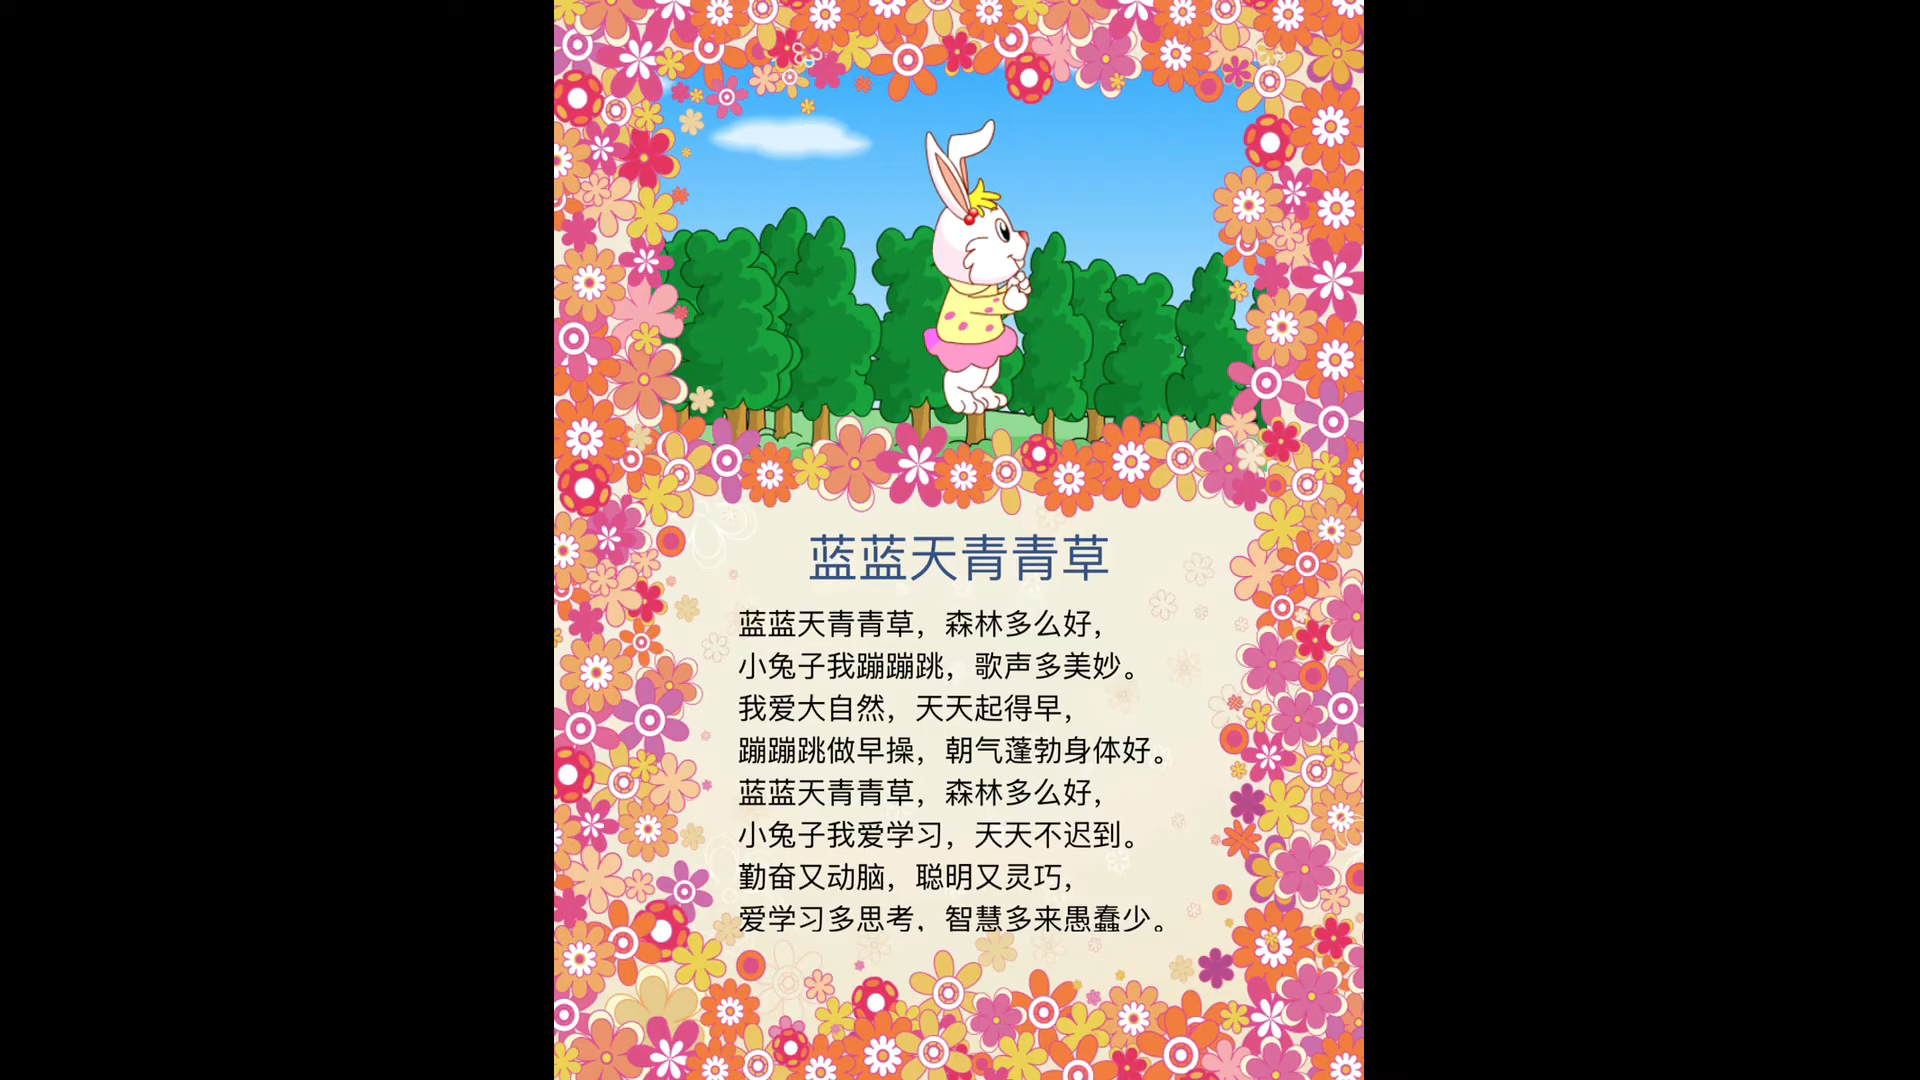 蓝蓝天青青草
蓝蓝天青青草，森林多么好，
小兔子我蹦蹦跳，歌声多美妙。
我爱大自然，天天起得早，
蹦蹦跳做早操，朝气蓬勃身体好。
蓝蓝天青青草，森林多么好，
小兔子我爱学习，天天不迟到。
勤奋又动脑，聪明又灵巧，
爱学习多思考，智慧多来愚蠢少。